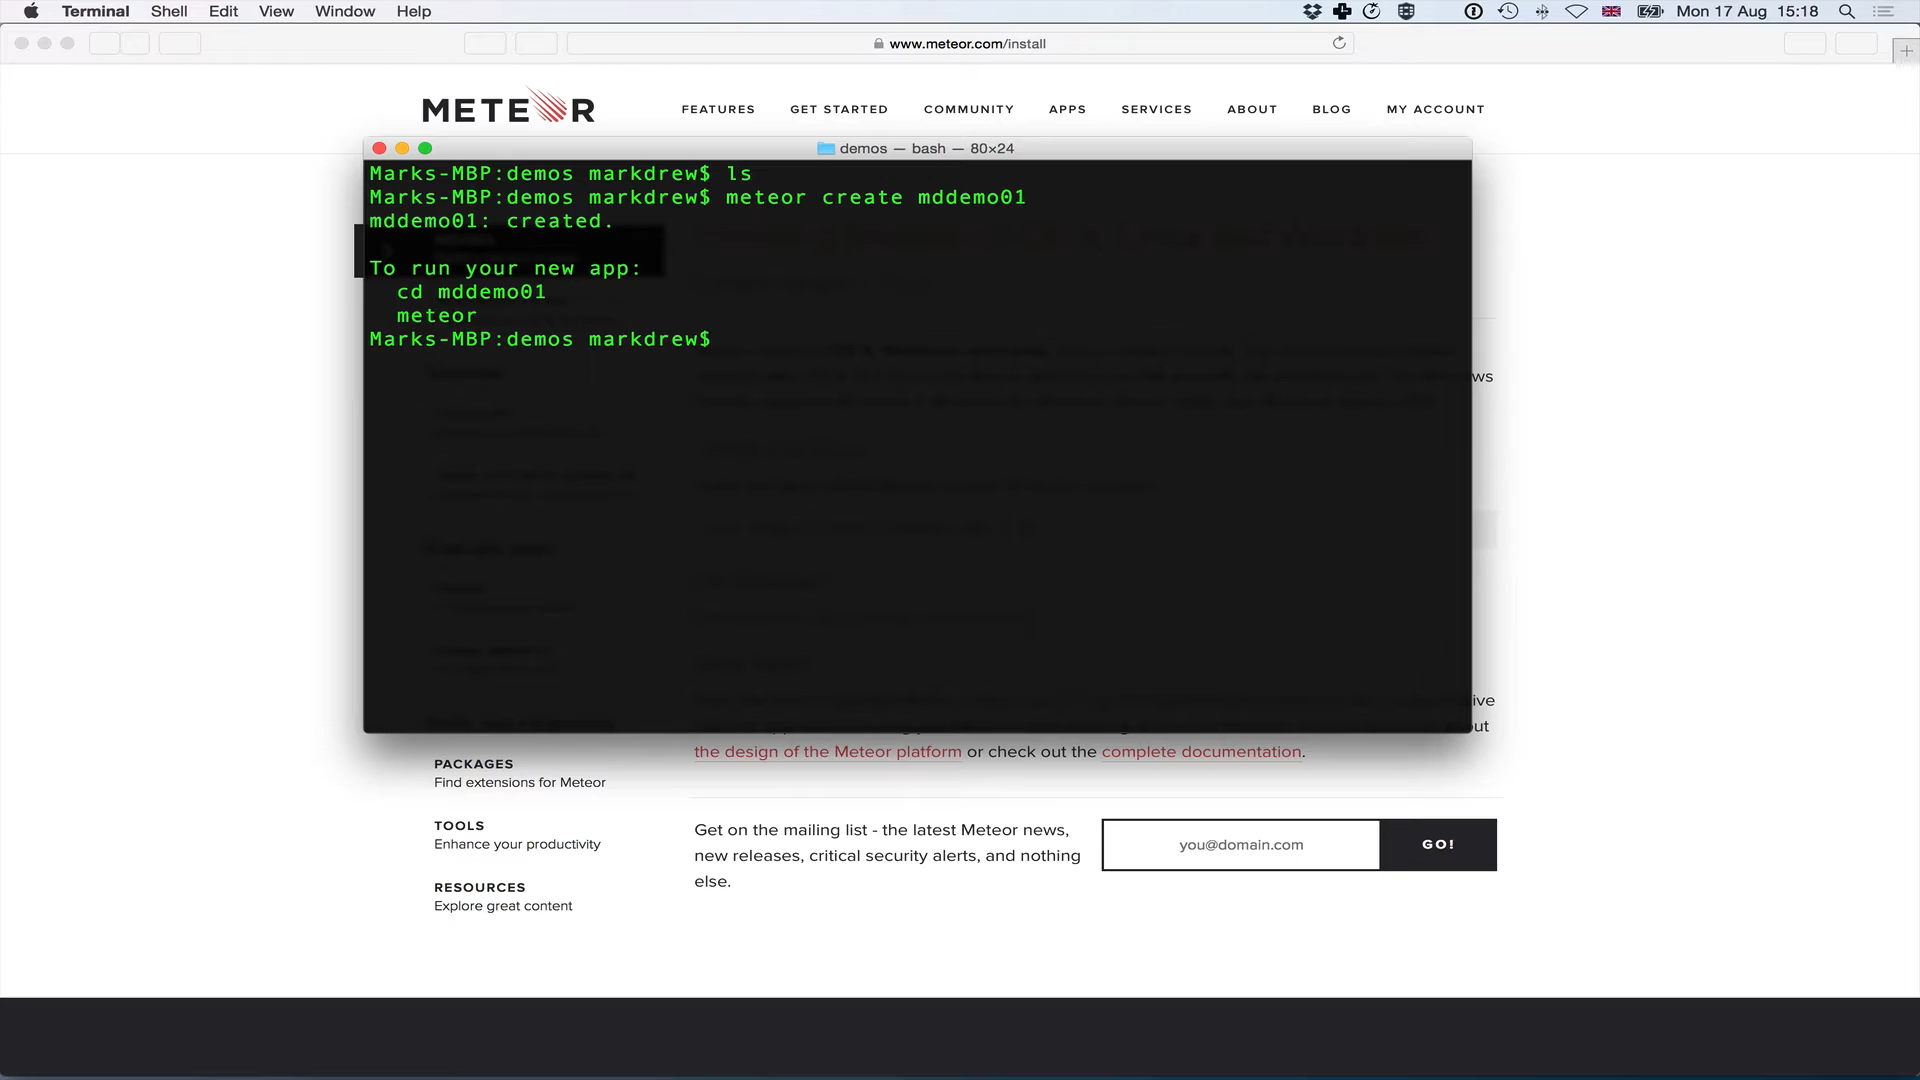 Terminal Shell Edit View Window Help Mon 17 Aug 15:18
www.meteor.com/install
METEOR FEATURES GET STARTED COMMUNITY APPS SERVICES ABOUT BLOG MY ACCOUNT
demos — bash — 80×24
Marks-MBP:demos markdrew$ ls
Marks-MBP:demos markdrew$ meteor create mddemo01
mddemo01: created.
To run your new app:
cd mddemo01
meteor
Marks-MBP:demos markdrew$
ws
ive
out
the design of the Meteor platform or check out the complete documentation.
PACKAGES
Find extensions for Meteor
TOOLS
Enhance your productivity
RESOURCES
Explore great content
Get on the mailing list - the latest Meteor news,
new releases, critical security alerts, and nothing
else.
you@domain.com GO!